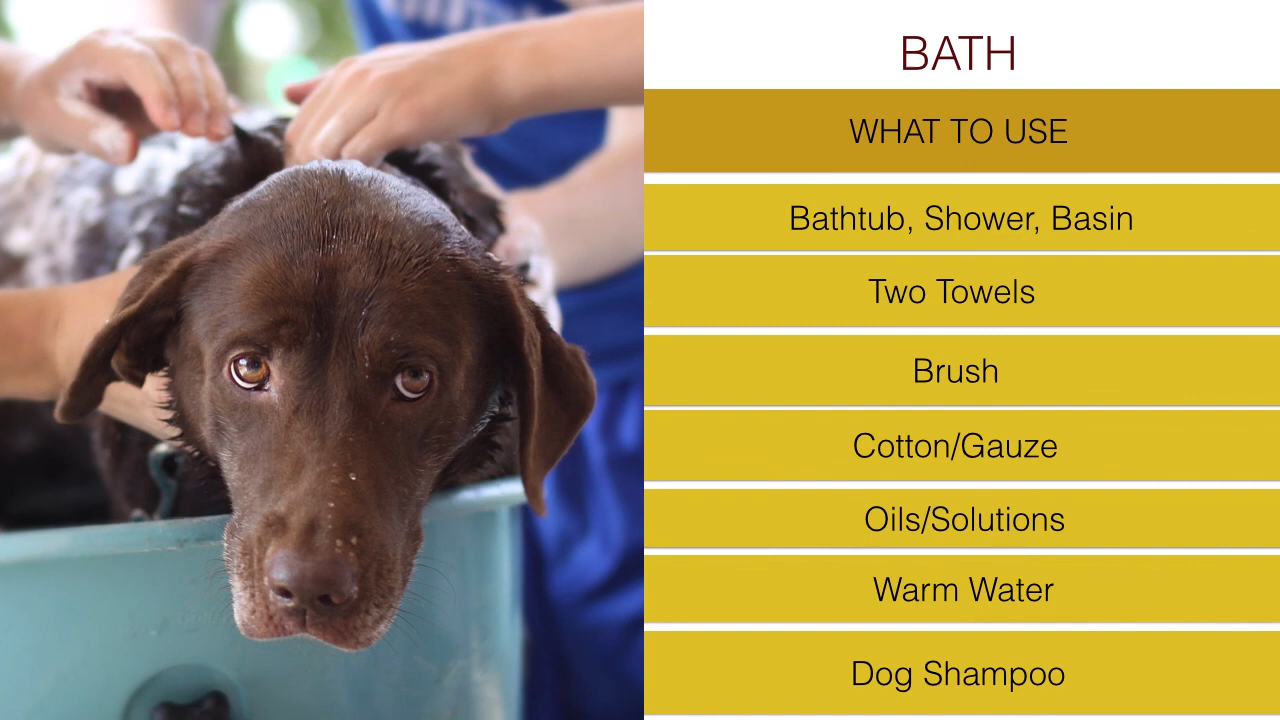 BATH
WHAT TO USE
Bathtub, Shower, Basin
Two Towels
Brush
Cotton/Gauze
Oils/Solutions
Warm Water
Dog Shampoo